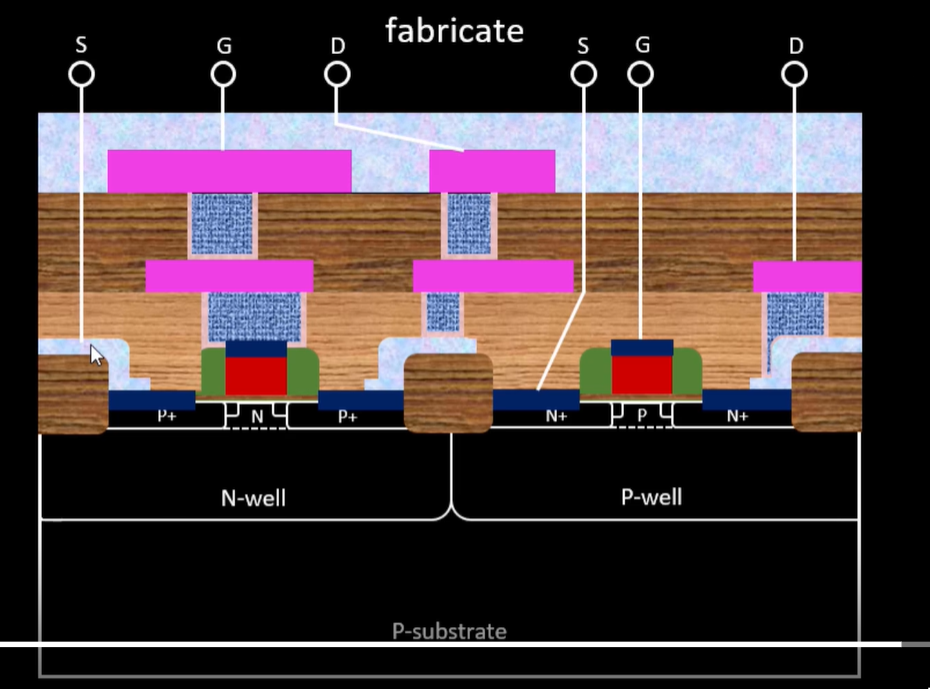 fabricate
S G D S G D
P+ N P+ N+ P N+
N-well P-well
P-substrate